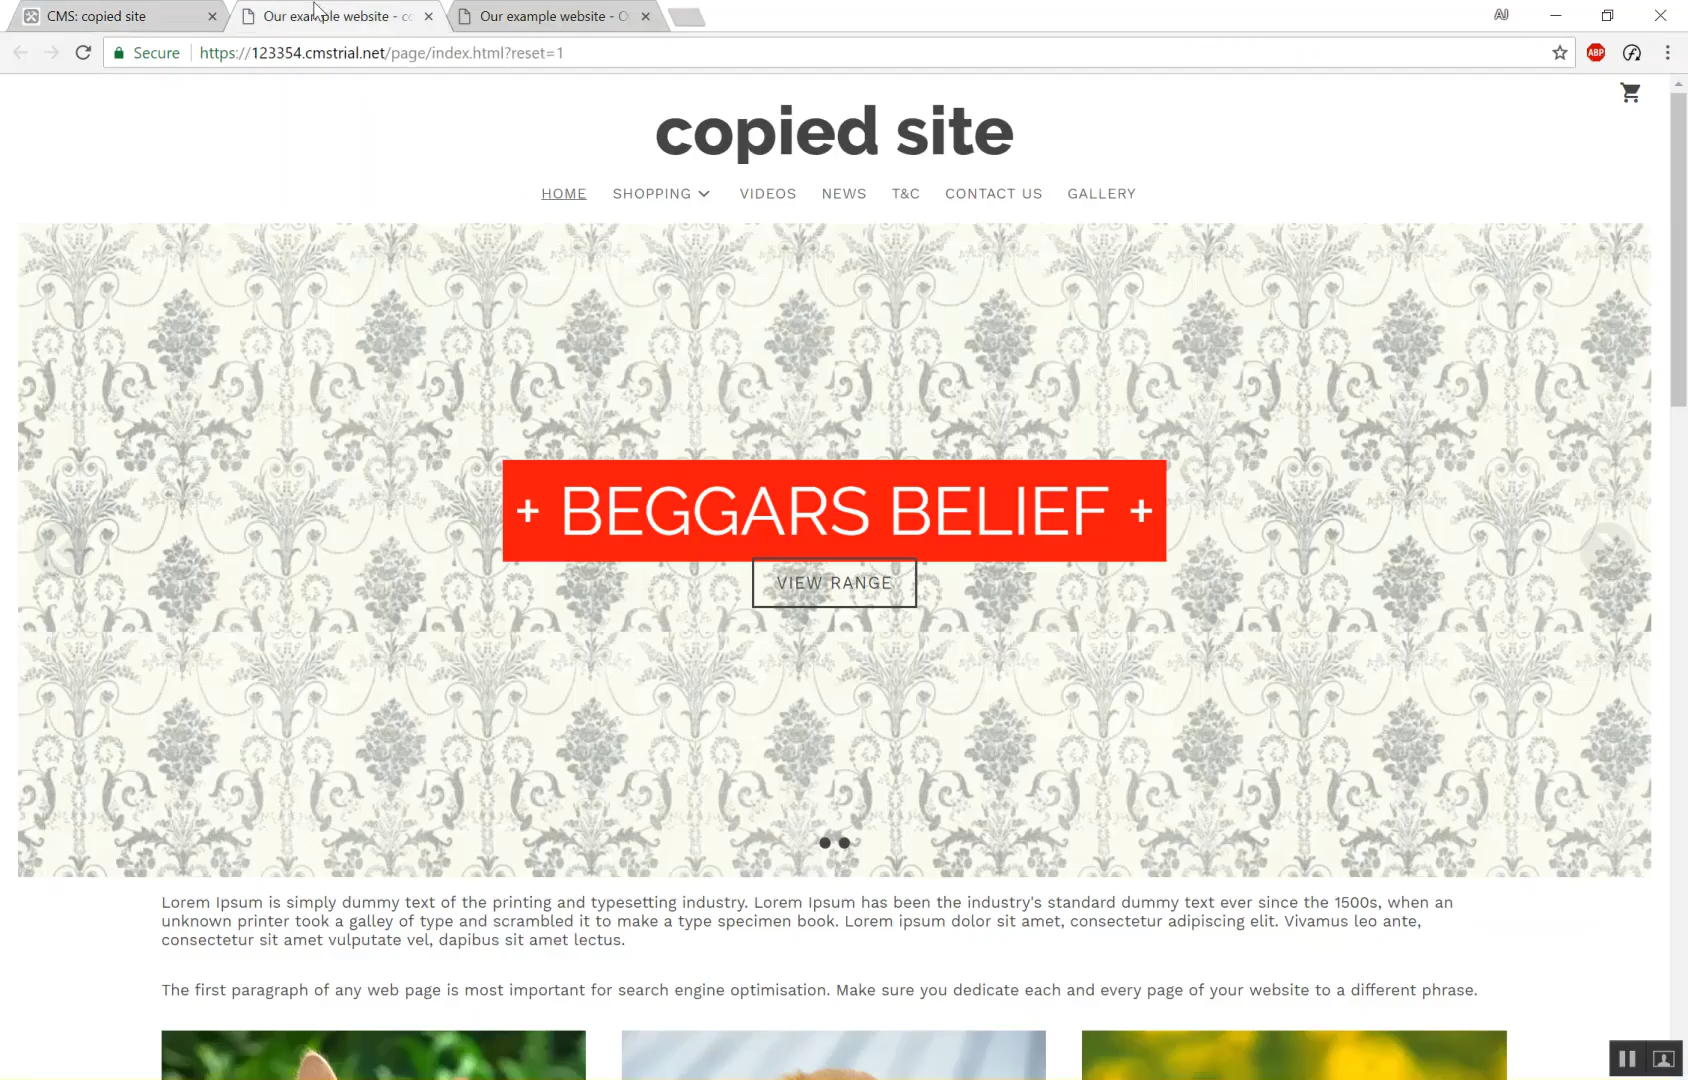 CMS: copied site
Our example website - co
Our example website - O
AJ
Secure
https://123354.cmstrial.net/page/index.html?reset=1
ABP
copied site
HOME SHOPPING VIDEOS NEWS T&C CONTACT US GALLERY
+ BEGGARS BELIEF +
VIEW RANGE
Lorem Ipsum is simply dummy text of the printing and typesetting industry. Lorem Ipsum has been the industry's standard dummy text ever since the 1500s, when an
unknown printer took a galley of type and scrambled it to make a type specimen book. Lorem ipsum dolor sit amet, consectetur adipiscing elit. Vivamus leo ante,
consectetur sit amet vulputate vel, dapibus sit amet lectus.
The first paragraph of any web page is most important for search engine optimisation. Make sure you dedicate each and every page of your website to a different phrase.